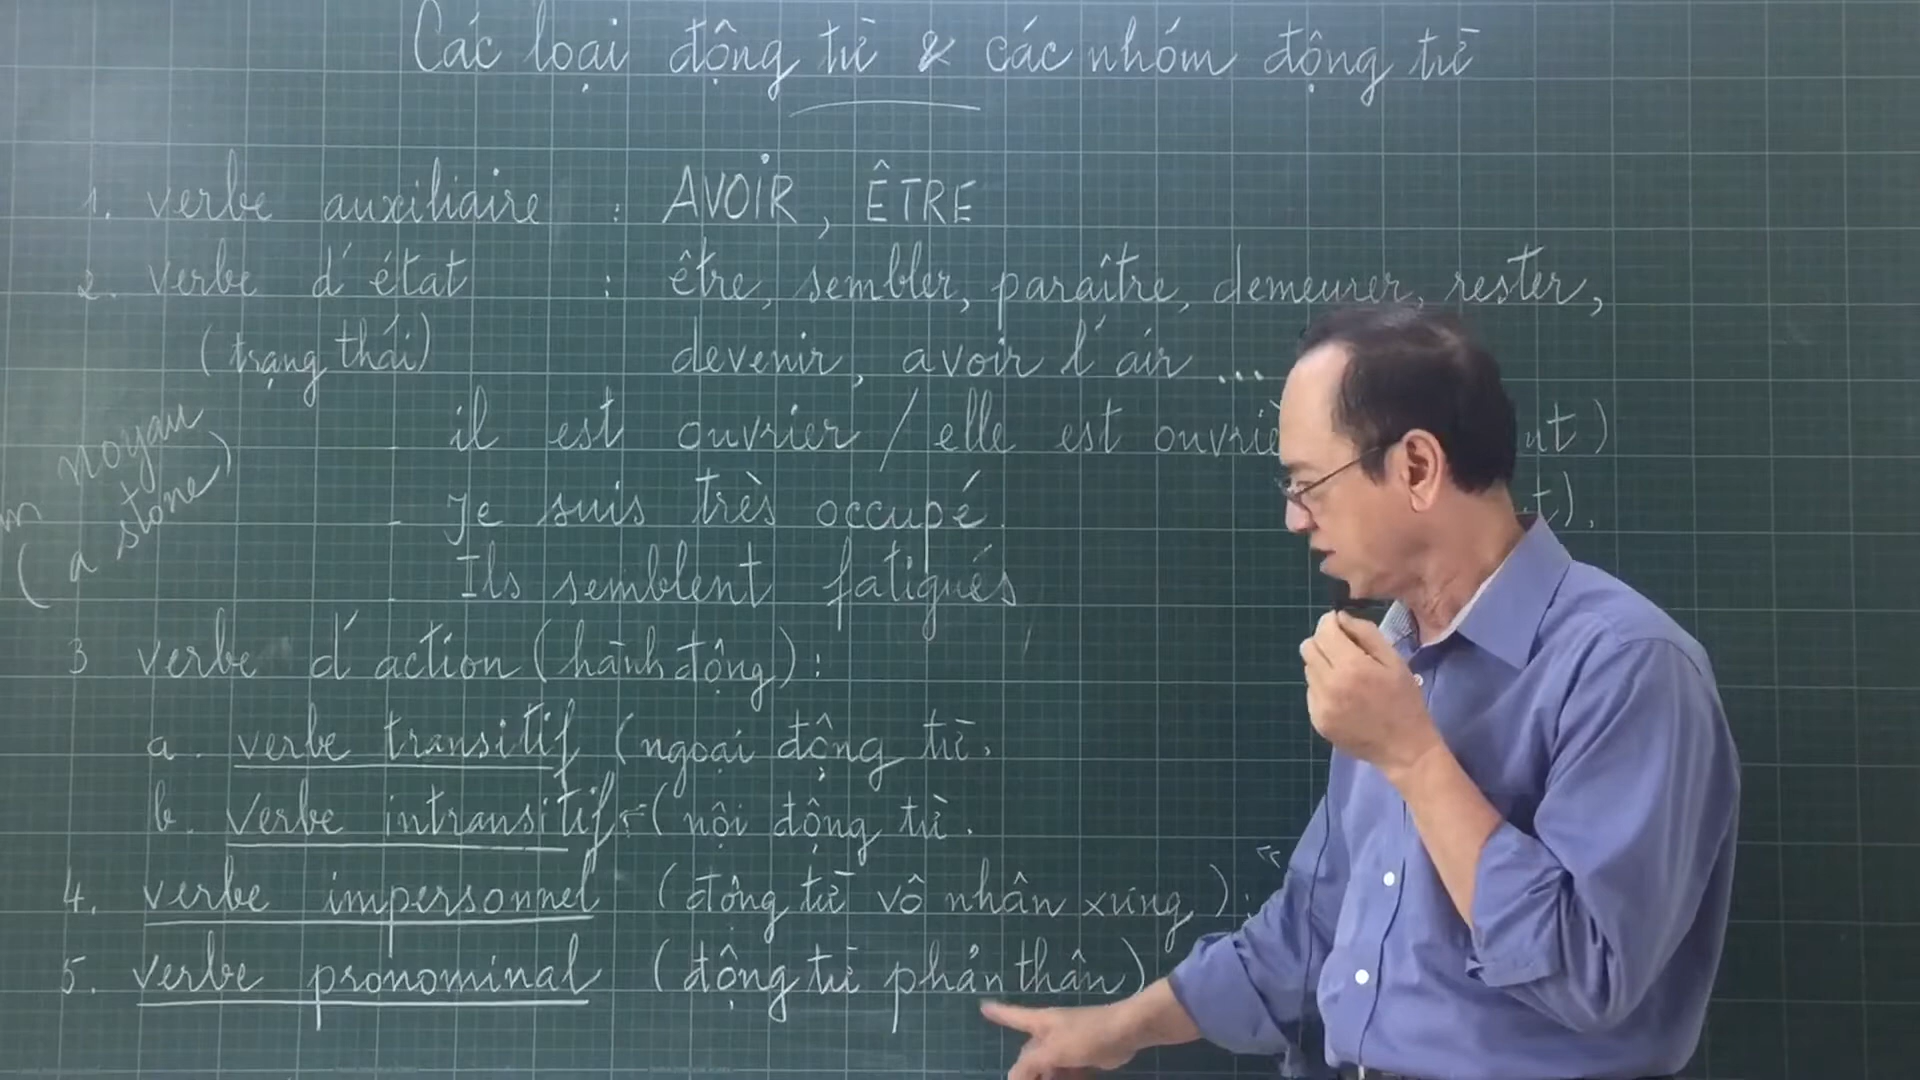 Các loại động từ & các nhóm động từ
1. verbe auxiliaire : AVOIR, ÊTRE
2. verbe d'état : être, sembler, paraître, demeurer, rester,
(trạng thái) devenir, avoir l'air ...
- il est ouvrier / elle est
noyau
(a stone)
- Je suis très occupé.
- Ils semblent fatigués
3 verbe d'action (hành động) :
a. verbe transitif (ngoại động từ.
b. verbe intransitif (nội động từ.
4. verbe impersonnel (động từ vô nhân xưng) :
5. verbe pronominal (động từ phản thân)